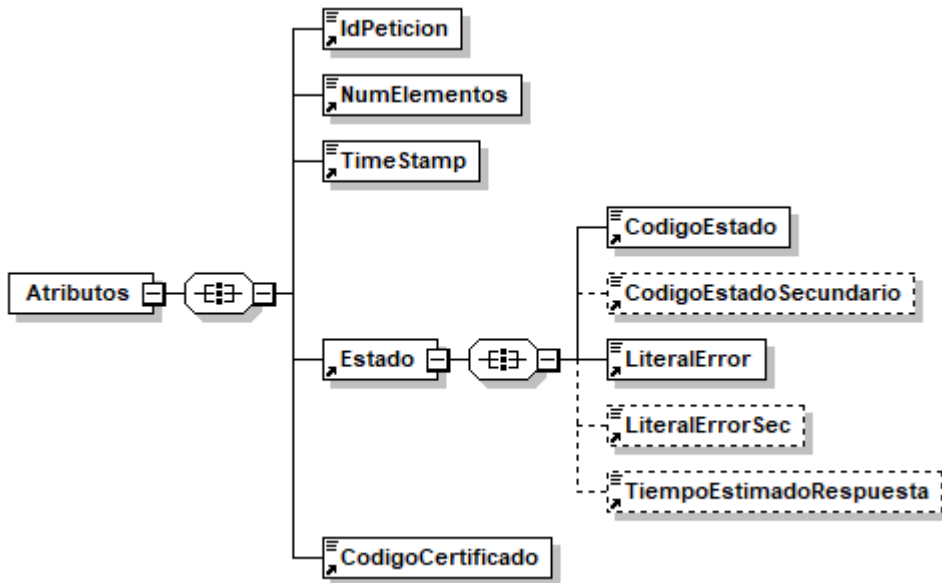 IdPeticion
NumElementos
TimeStamp
CodigoEstado
CodigoEstadoSecundario
Atributos
Estado
LiteralError
LiteralErrorSec
TiempoEstimadoRespuesta
CodigoCertificado